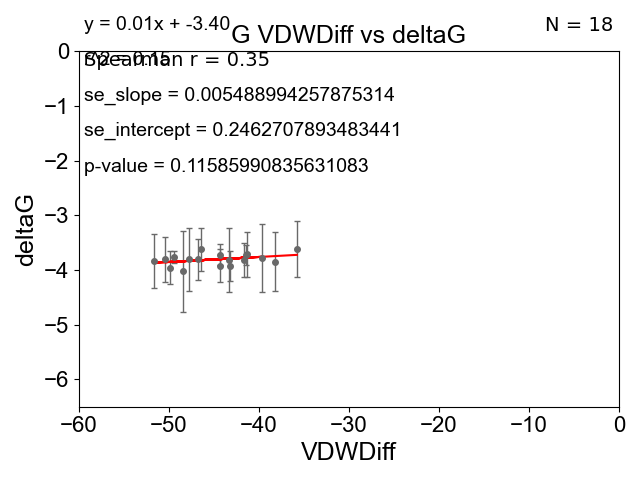 y = 0.01x + -3.40
N = 18
G VDWDiff vs deltaG
Spearman r = 0.35
se_slope = 0.005488994257875314
se_intercept = 0.2462707893483441
p-value = 0.11585990835631083
0
−1
−2
−3
−4
−5
−6
deltaG
−60
−50
−40
−30
−20
−10
0
VDWDiff